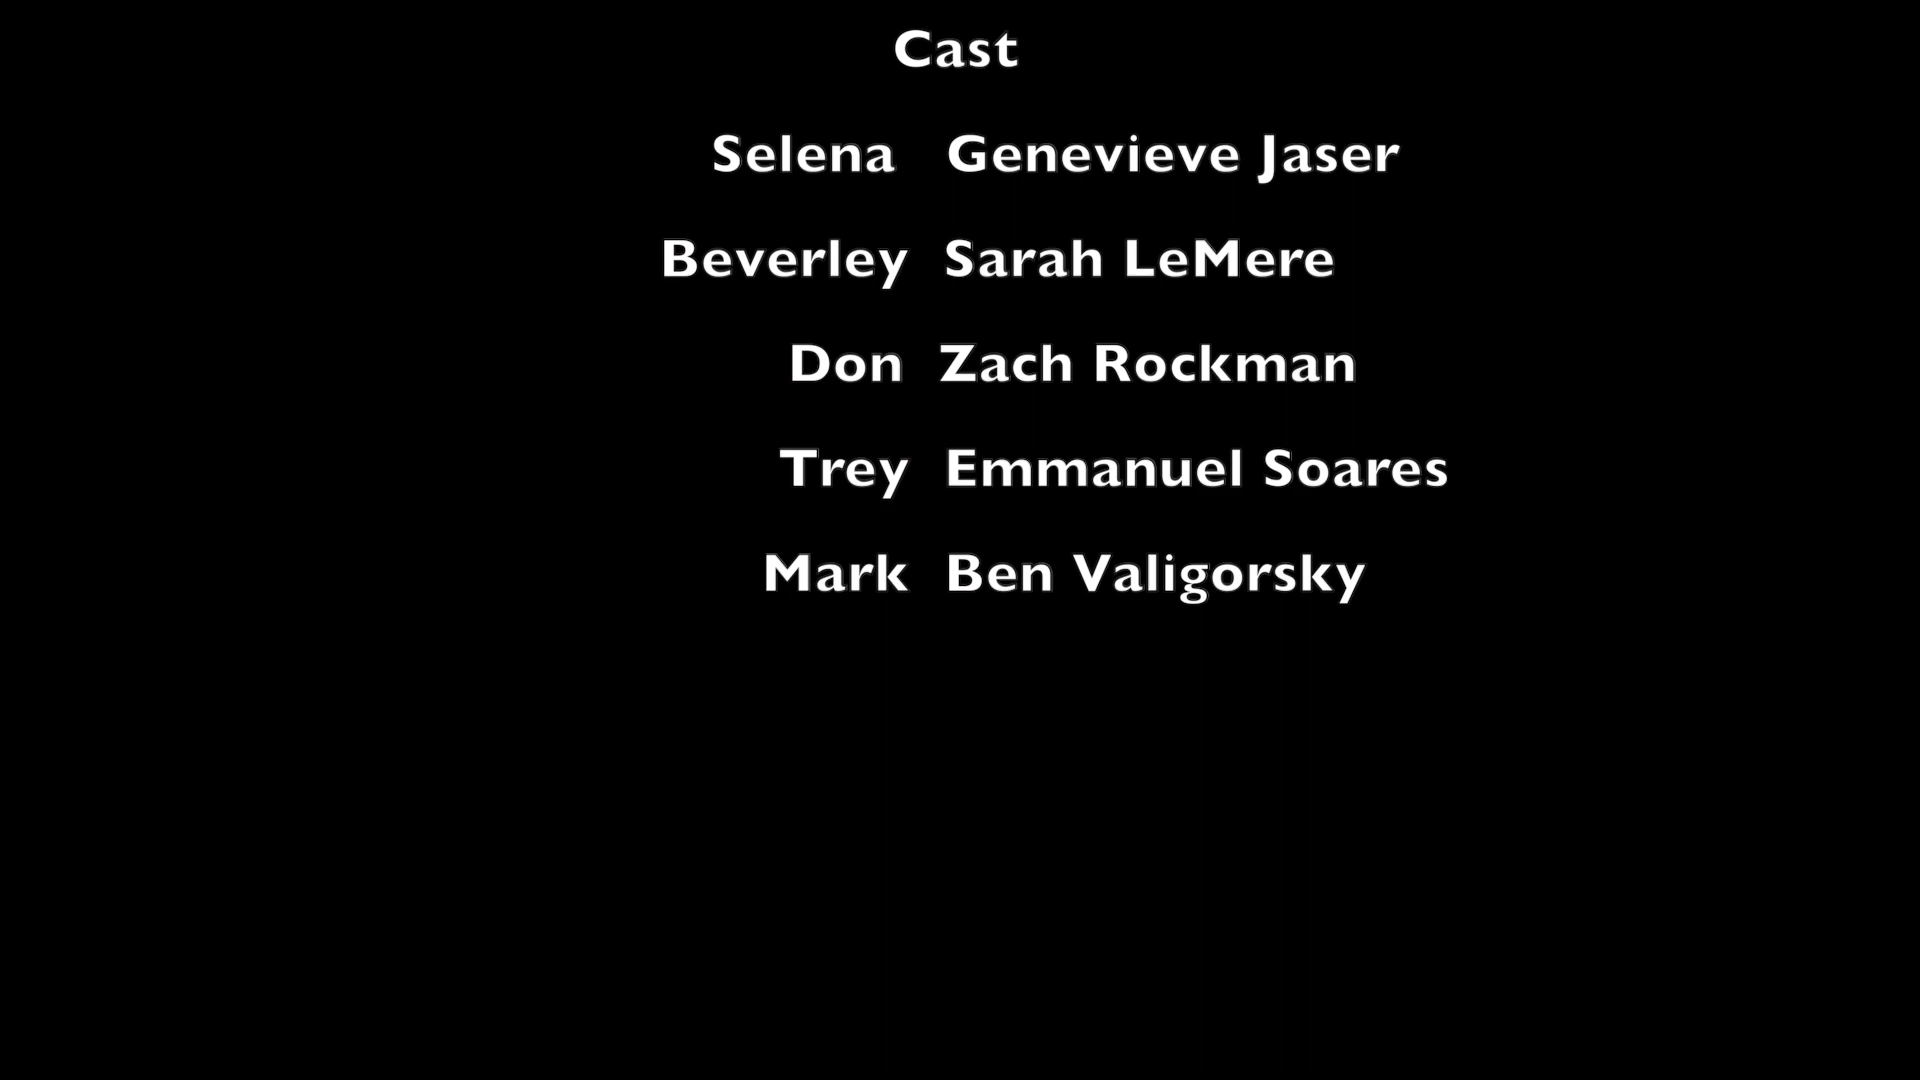 Cast
Selena Genevieve Jaser
Beverley Sarah LeMere
Don Zach Rockman
Trey Emmanuel Soares
Mark Ben Valigorsky